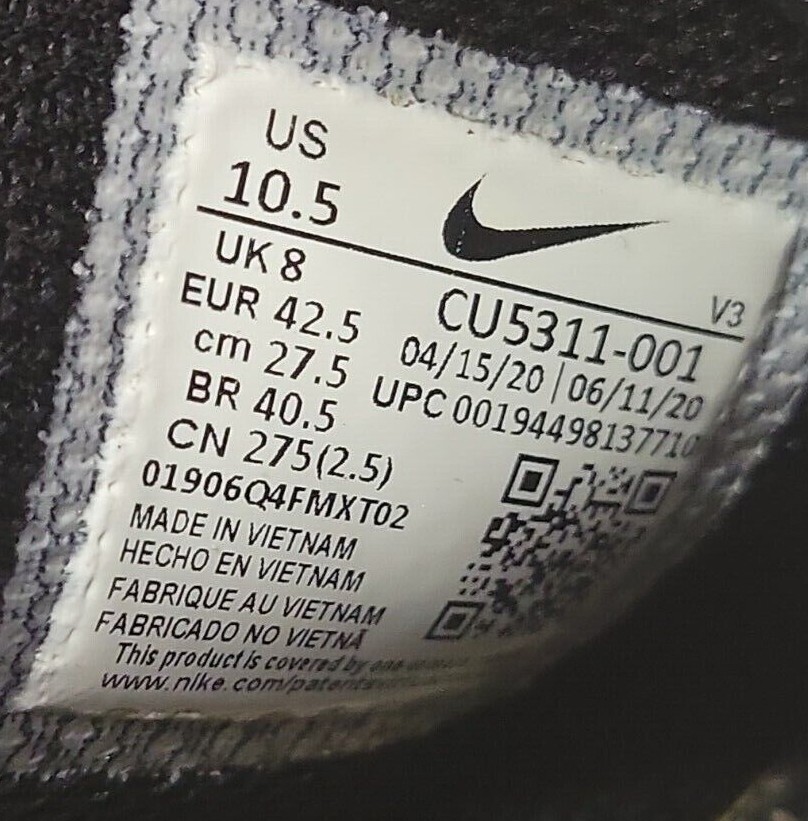 US
10.5
UK 8
EUR 42.5
cm 27.5
BR 40.5
CN 275(2.5)
01906Q4FMXT02
MADE IN VIETNAM
HECHO EN VIETNAM
FABRIQUE AU VIETNAM
FABRICADO NO VIETNÃ
This product is covered by one
www.nike.com/patents
V3
CU5311-001
04/15/20 | 06/11/20
UPC 00194498137710